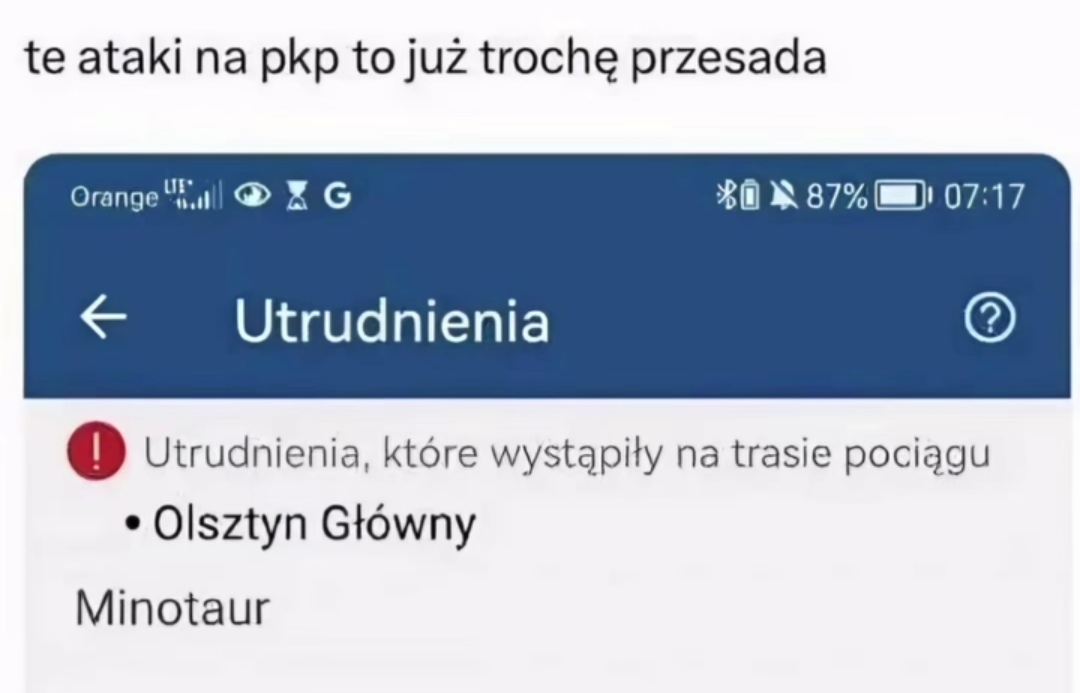 te ataki na pkp to już trochę przesada
Orange LTE+ G 87% 07:17
Utrudnienia
! Utrudnienia, które wystąpiły na trasie pociągu
• Olsztyn Główny
Minotaur